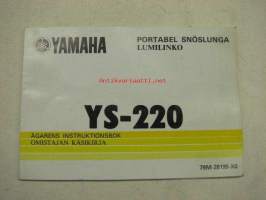 YAMAHA
PORTABEL SNÖSLUNGA
LUMILINKO
YS-220
ÄGARENS INSTRUKTIONSBOK
OMISTAJAN KÄSIKIRJA